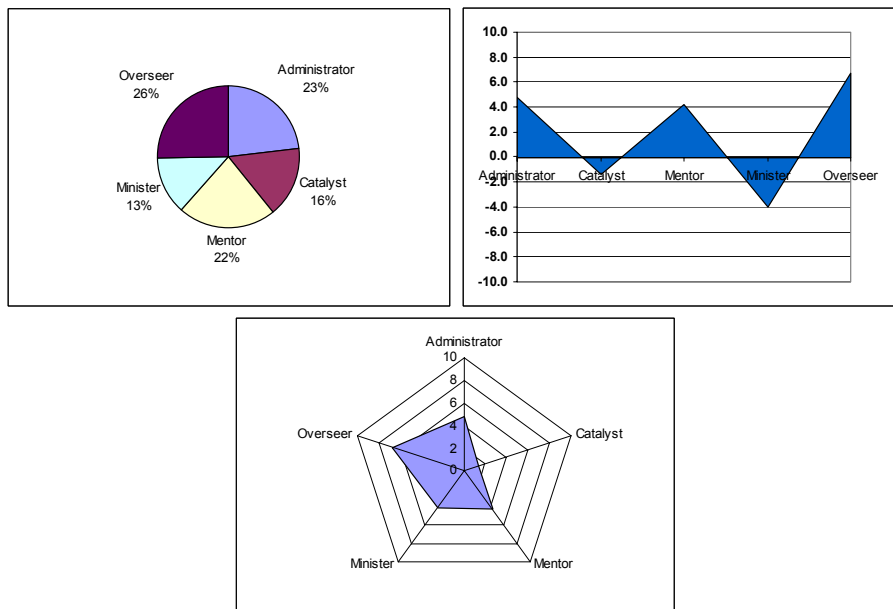 Overseer
26%
Administrator
23%
Catalyst
16%
Mentor
22%
Minister
13%
10.0
8.0
6.0
4.0
2.0
0.0
-2.0
-4.0
-6.0
-8.0
-10.0
Administrator Catalyst Mentor Minister Overseer
Administrator
10
8
6
4
2
0
Overseer
Catalyst
Minister
Mentor